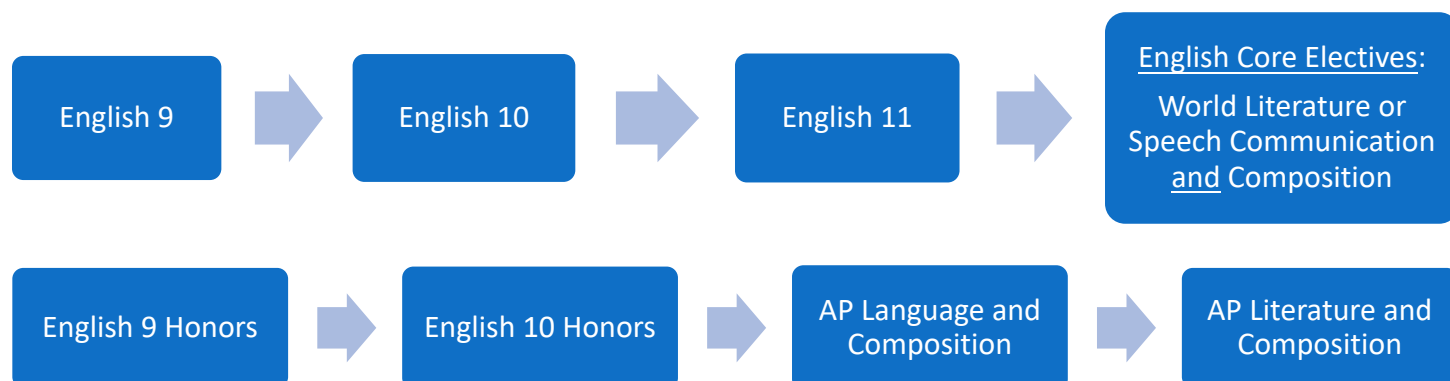 English 9
English 10
English 11
English Core Electives:
World Literature or
Speech Communication
and Composition
English 9 Honors
English 10 Honors
AP Language and
Composition
AP Literature and
Composition